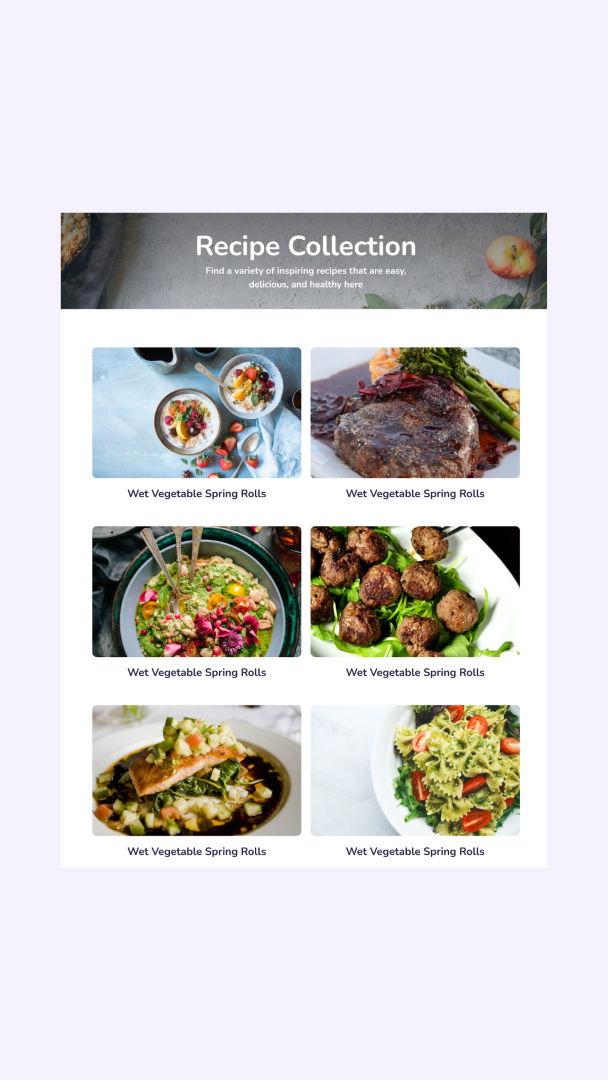 Recipe Collection
Find a variety of inspiring recipes that are easy,
delicious, and healthy here
Wet Vegetable Spring Rolls
Wet Vegetable Spring Rolls
Wet Vegetable Spring Rolls
Wet Vegetable Spring Rolls
Wet Vegetable Spring Rolls
Wet Vegetable Spring Rolls